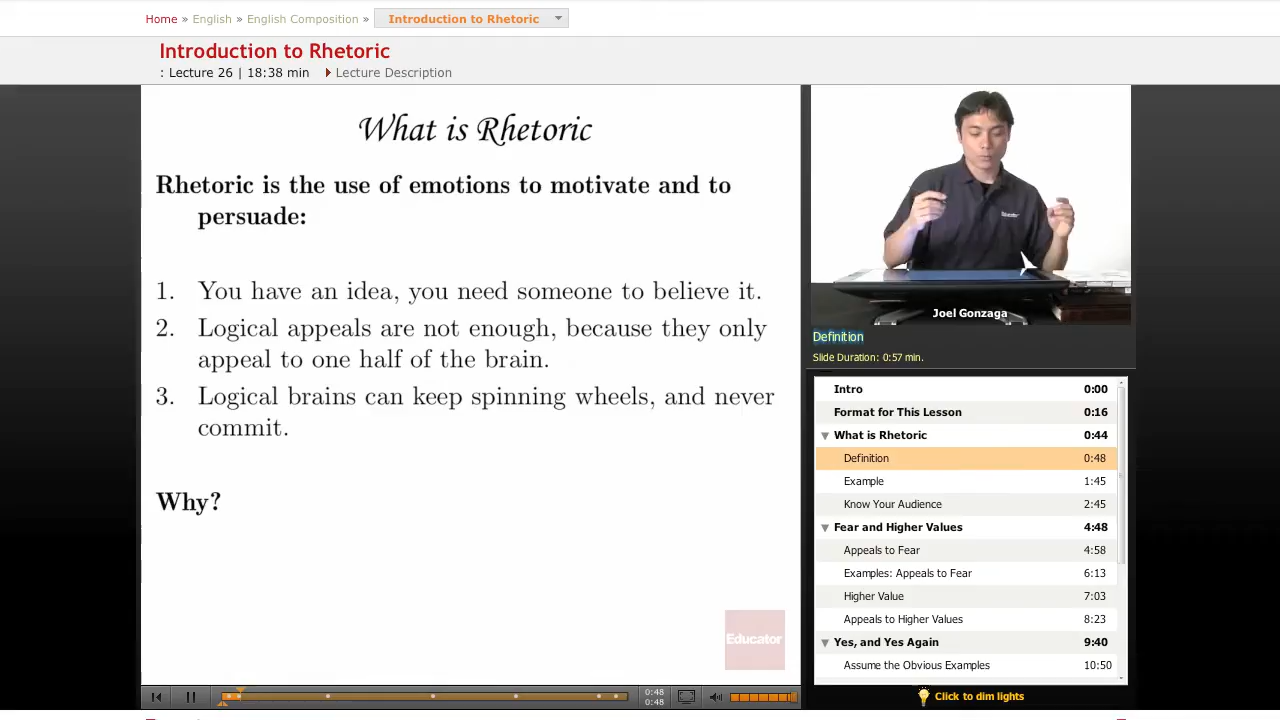 Home » English » English Composition » Introduction to Rhetoric
Introduction to Rhetoric
: Lecture 26 | 18:38 min Lecture Description
What is Rhetoric
Rhetoric is the use of emotions to motivate and to
persuade:
1. You have an idea, you need someone to believe it.
2. Logical appeals are not enough, because they only
appeal to one half of the brain.
3. Logical brains can keep spinning wheels, and never
commit.
Why?
Educator
Joel Gonzaga
Definition
Slide Duration: 0:57 min.
Intro 0:00
Format for This Lesson 0:16
What is Rhetoric 0:44
Definition 0:48
Example 1:45
Know Your Audience 2:45
Fear and Higher Values 4:48
Appeals to Fear 4:58
Examples: Appeals to Fear 6:13
Higher Value 7:03
Appeals to Higher Values 8:23
Yes, and Yes Again 9:40
Assume the Obvious Examples 10:50
0:48
0:48
Click to dim lights